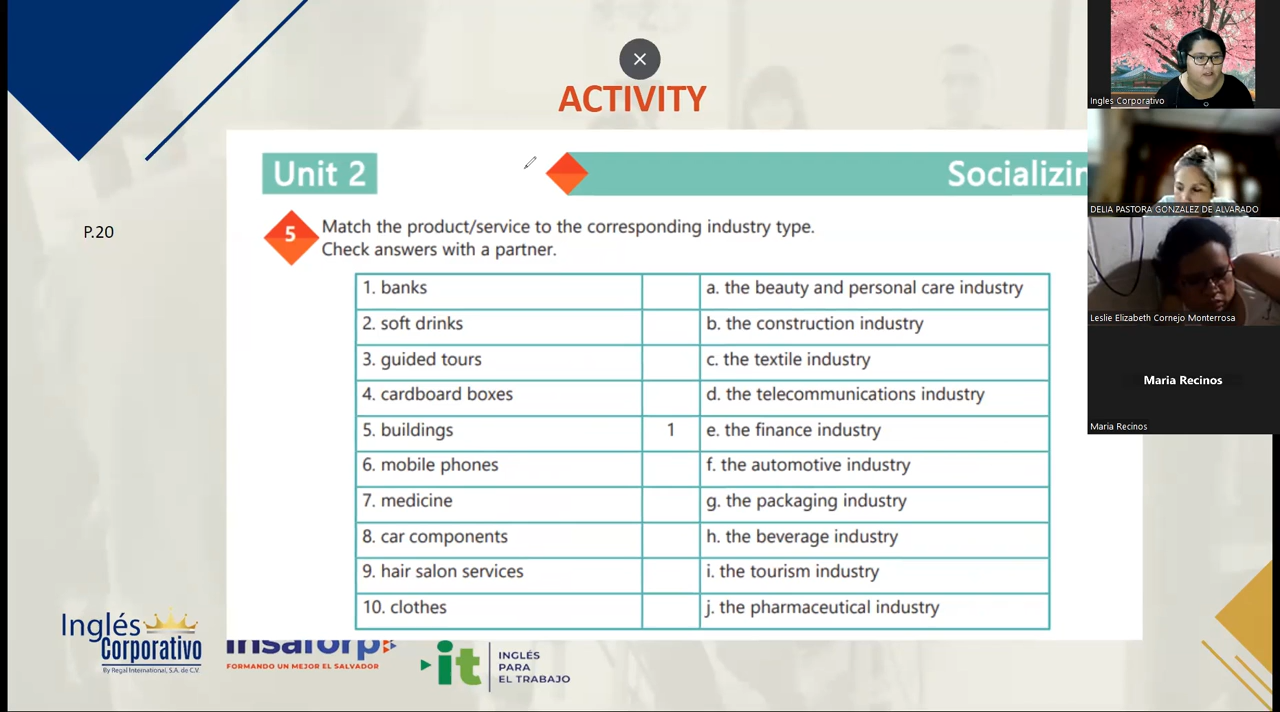 ACTIVITY
Unit 2
Socializin
P.20
5
Match the product/service to the corresponding industry type.
Check answers with a partner.
1. banks a. the beauty and personal care industry
2. soft drinks b. the construction industry
3. guided tours c. the textile industry
4. cardboard boxes d. the telecommunications industry
5. buildings 1 e. the finance industry
6. mobile phones f. the automotive industry
7. medicine g. the packaging industry
8. car components h. the beverage industry
9. hair salon services i. the tourism industry
10. clothes j. the pharmaceutical industry
Inglés
Corporativo
By Regal International, S.A. de C.V.
insaforp
FORMANDO UN MEJOR EL SALVADOR
it
INGLÉS
PARA
EL TRABAJO
Ingles Corporativo
DELIA PASTORA GONZALEZ DE ALVARADO
Leslie Elizabeth Cornejo Monterrosa
Maria Recinos
Maria Recinos